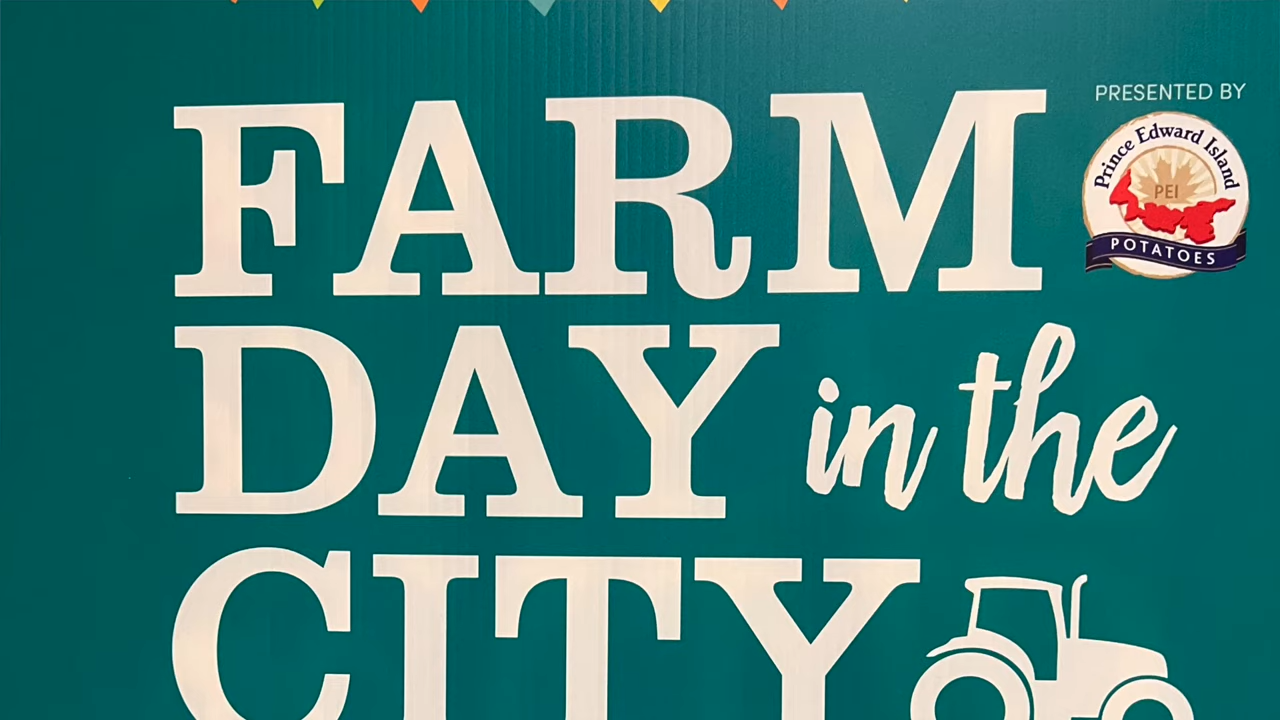 FARM
PRESENTED BY
Prince Edward Island
PEI
POTATOES
DAY in the
CITY